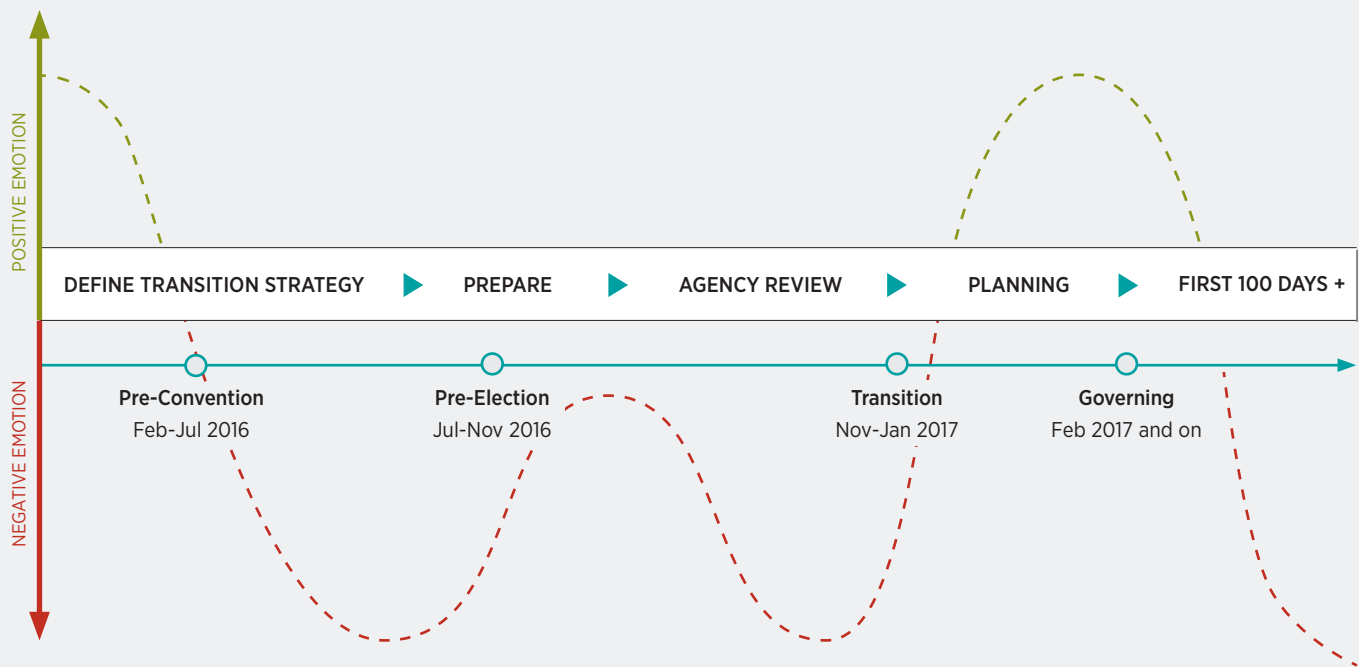 POSITIVE EMOTION
NEGATIVE EMOTION
DEFINE TRANSITION STRATEGY
PREPARE
AGENCY REVIEW
PLANNING
FIRST 100 DAYS +
Pre-Convention
Feb-Jul 2016
Pre-Election
Jul-Nov 2016
Transition
Nov-Jan 2017
Governing
Feb 2017 and on